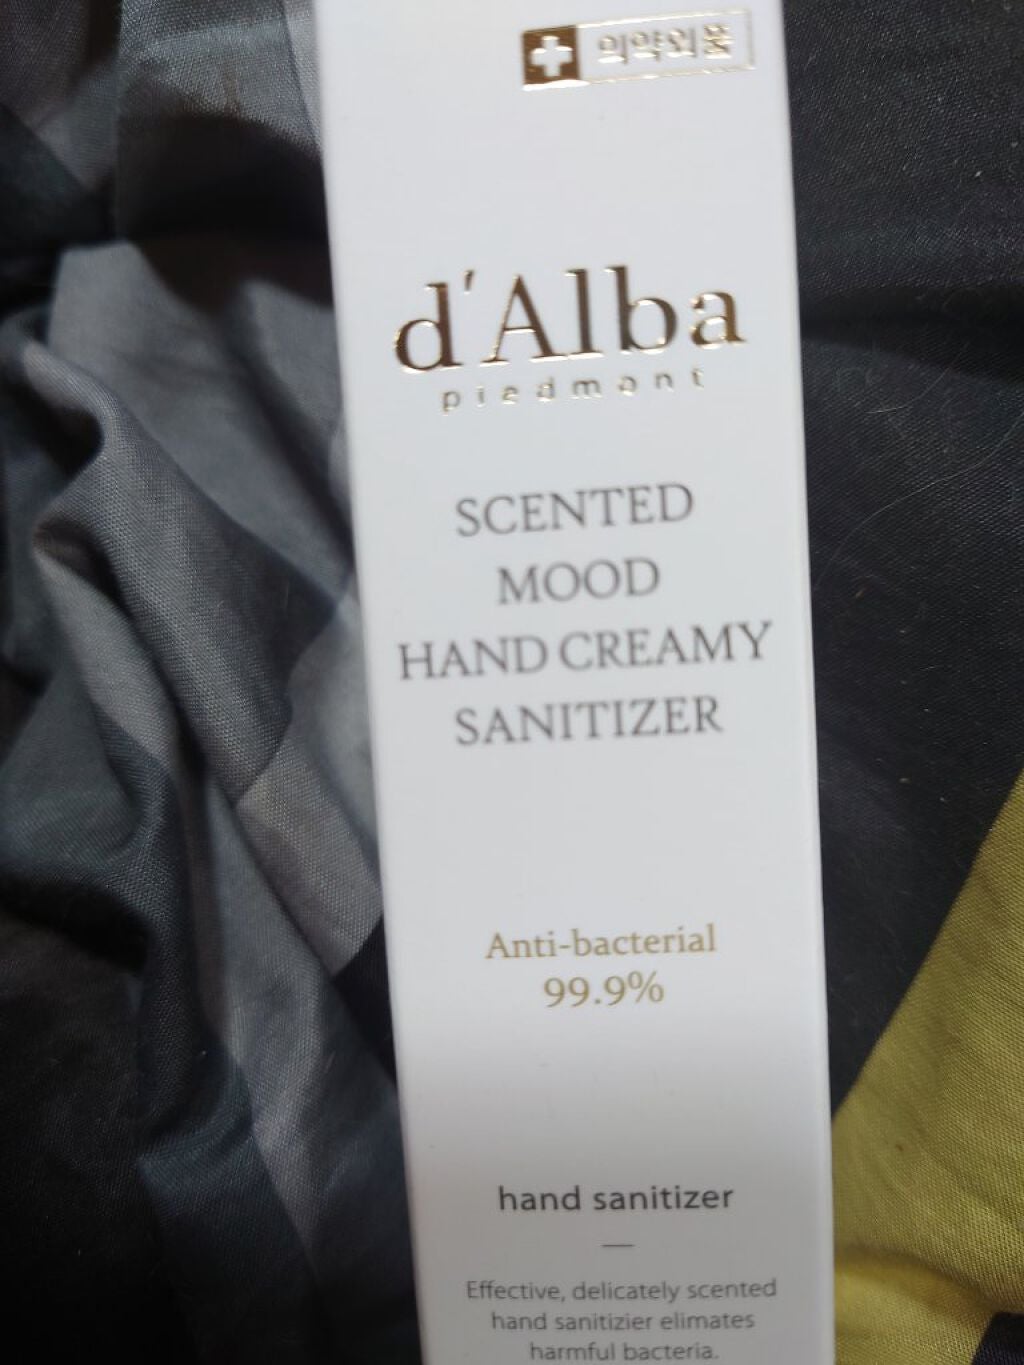 의약외품
d'Alba
piedmont
SCENTED
MOOD
HAND CREAMY
SANITIZER
Anti-bacterial
99.9%
hand sanitizer
Effective, delicately scented
hand sanitizier elimates
harmful bacteria.